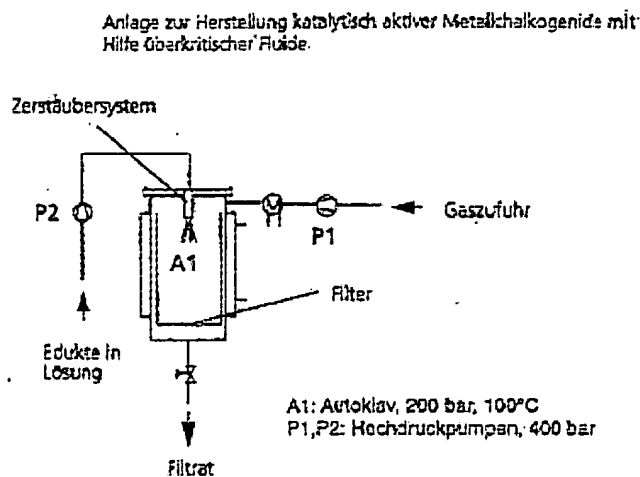 Anlage zur Herstellung katalytisch aktiver Metallchalkogenide mit
Hilfe überkritischer Fluide.
Zerstäubersystem
P2
P1
Gaszufuhr
A1
Filter
Edukte in
Lösung
A1: Autoklav, 200 bar, 100°C
P1,P2: Hochdruckpumpen, 400 bar
Filtrat